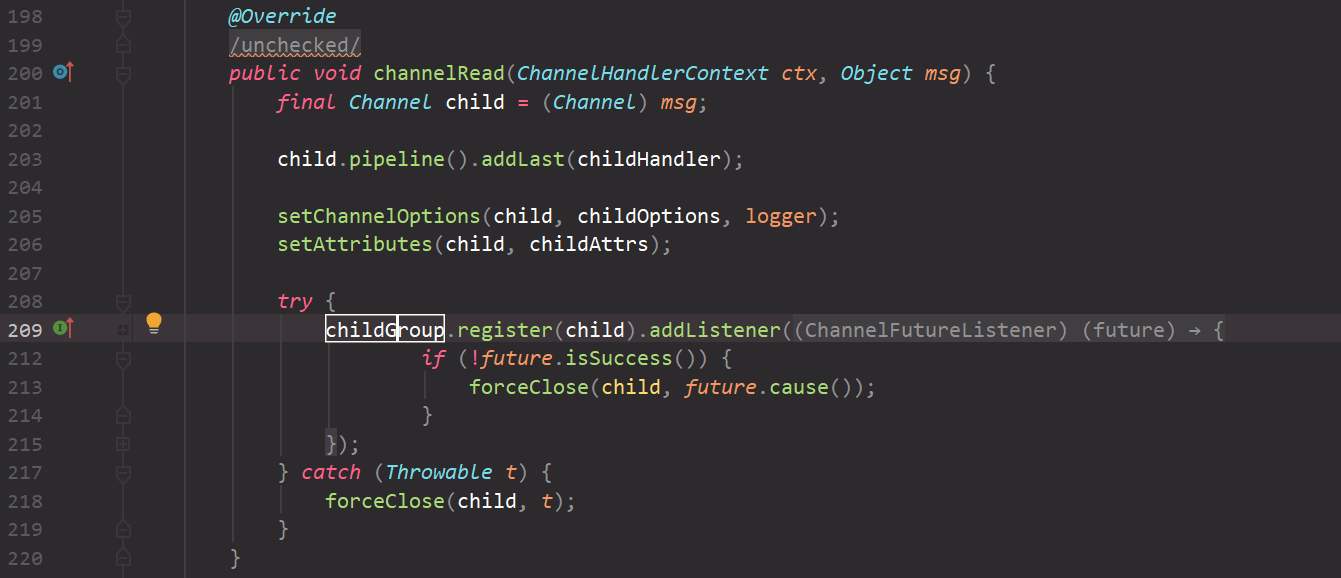 198 @Override
199 /unchecked/
200 public void channelRead(ChannelHandlerContext ctx, Object msg) {
201 final Channel child = (Channel) msg;
202
203 child.pipeline().addLast(childHandler);
204
205 setChannelOptions(child, childOptions, logger);
206 setAttributes(child, childAttrs);
207
208 try {
209 childGroup.register(child).addListener((ChannelFutureListener) (future) → {
212 if (!future.isSuccess()) {
213 forceClose(child, future.cause());
214 }
215 });
217 } catch (Throwable t) {
218 forceClose(child, t);
219 }
220 }